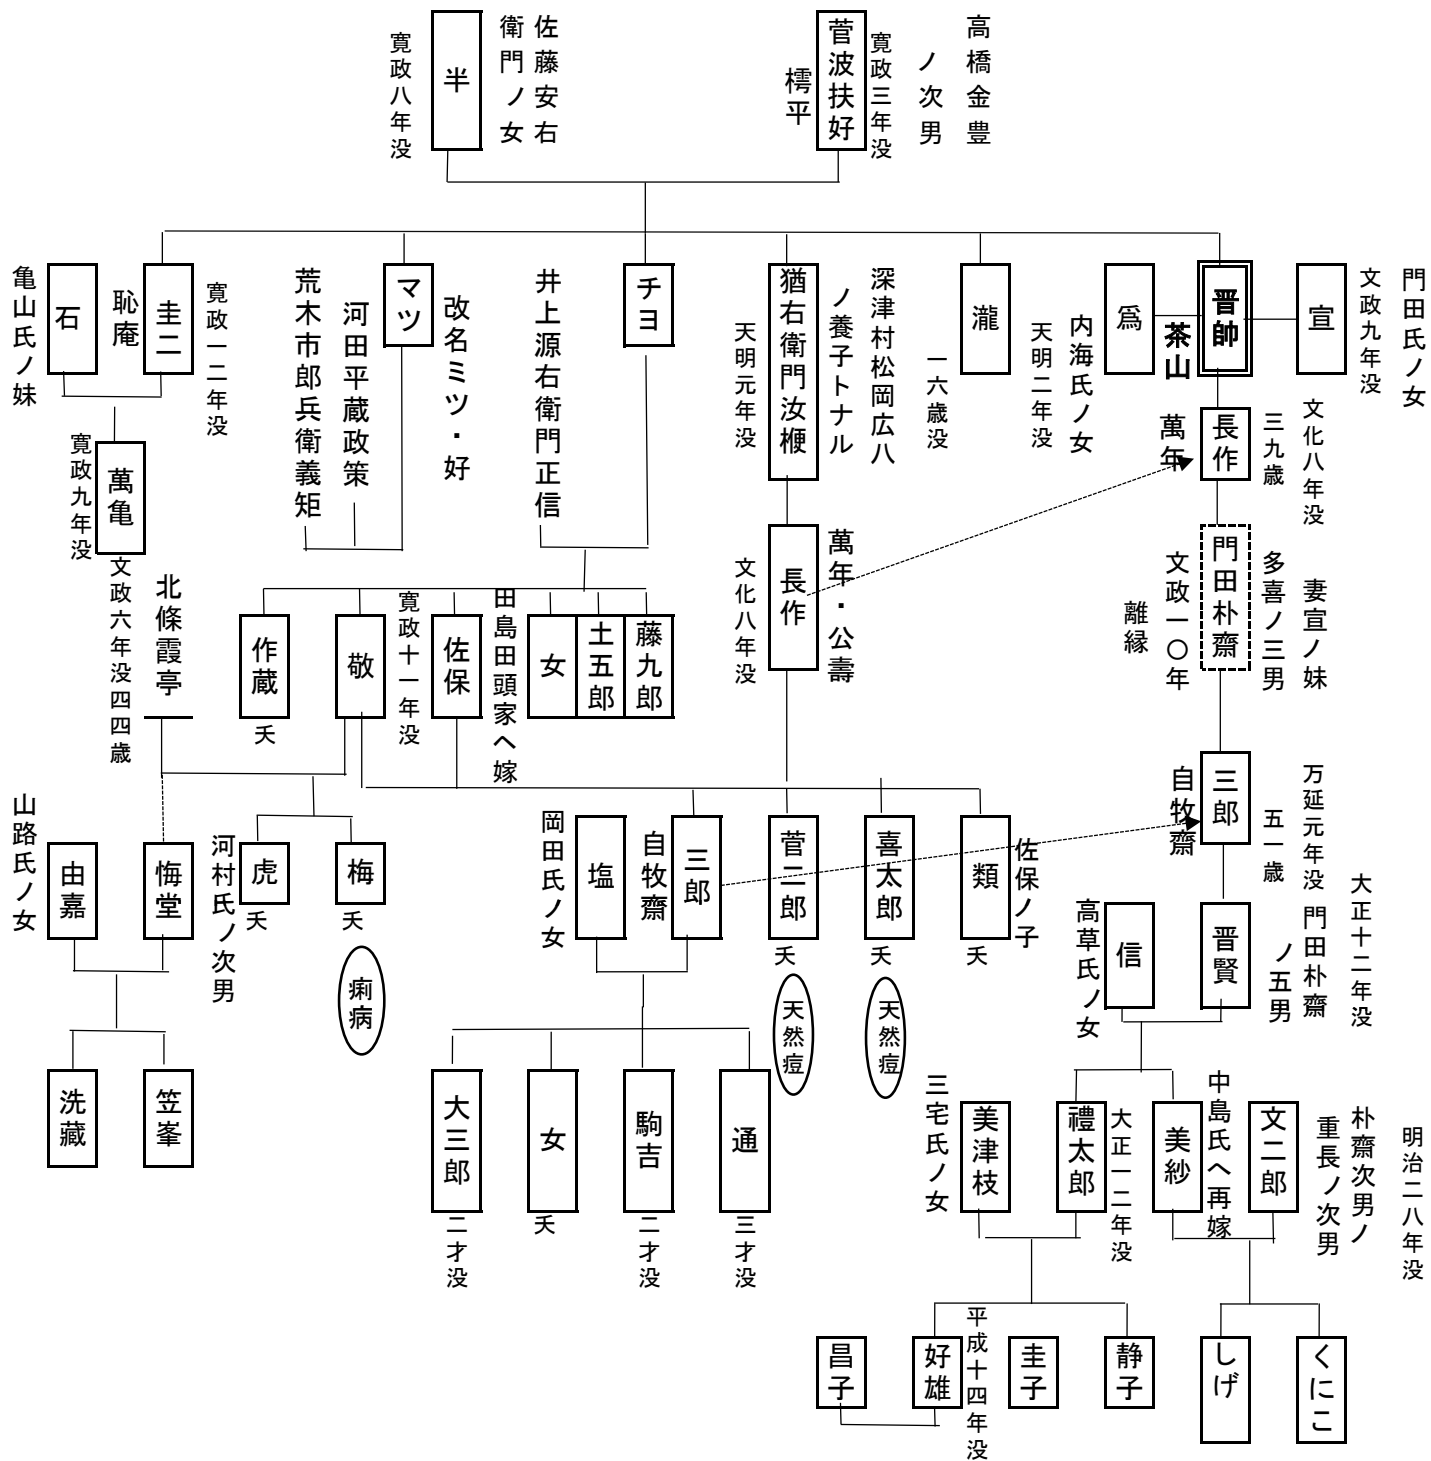 高橋金豊
ノ次男
寛政三年没
菅波扶好
樗平
佐藤安右
衛門ノ女
半
寛政八年没
門田氏ノ女
文政九年没
宣
晋帥
茶山
爲
内海氏ノ女
天明二年没
瀧
一六歳没
深津村松岡広八
ノ養子トナル
猶右衛門汝楩
天明元年没
チヨ
井上源右衛門正信
改名ミツ・好
マツ
河田平蔵政策
荒木市郎兵衛義矩
寛政一二年没
圭二
恥庵
石
亀山氏ノ妹
文化八年没
三九歳
長作
萬年
萬亀
寛政九年没
妻宣ノ妹
多喜ノ三男
門田朴齋
文政一〇年
離縁
萬年・公壽
長作
文化八年没
藤九郎
土五郎
女
田島田頭家へ嫁
佐保
寛政十一年没
敬
作蔵
夭
北條霞亭
文政六年没四四歳
万延元年没
五一歳
三郎
自牧齋
佐保ノ子
類
夭
喜太郎
夭
天然痘
菅二郎
夭
天然痘
三郎
自牧齋
塩
岡田氏ノ女
梅
夭
痢病
虎
夭
河村氏ノ次男
悔堂
由嘉
山路氏ノ女
大正十二年没
門田朴齋
ノ五男
晋賢
信
高草氏ノ女
通
三才没
駒吉
二才没
女
夭
大三郎
二才没
笠峯
洗藏
明治二八年没
朴齋次男ノ
重長ノ次男
文二郎
中島氏へ再嫁
美紗
大正一二年没
禮太郎
美津枝
三宅氏ノ女
くにこ
しげ
静子
圭子
平成十四年没
好雄
昌子